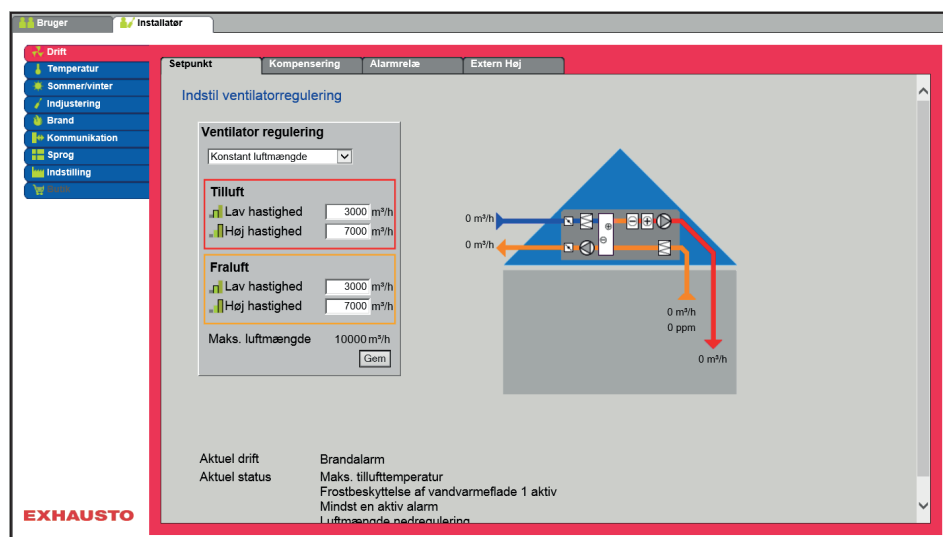 Bruger
Installatør
Drift
Temperatur
Sommer/vinter
Indjustering
Brand
Kommunikation
Sprog
Indstilling
Butik
Setpunkt
Kompensering
Alarmrelæ
Extern Høj
Indstil ventilatorregulering
Ventilator regulering
Konstant luftmængde
Tilluft
Lav hastighed 3000 m³/h
Høj hastighed 7000 m³/h
Fraluft
Lav hastighed 3000 m³/h
Høj hastighed 7000 m³/h
Maks. luftmængde 10000 m³/h
Gem
0 m³/h
0 m³/h
0 m³/h
0 ppm
0 m³/h
Aktuel drift Brandalarm
Aktuel status Maks. tillufttemperatur
Frostbeskyttelse af vandvarmeflade 1 aktiv
Mindst en aktiv alarm
Luftmængde nedregulering
EXHAUSTO